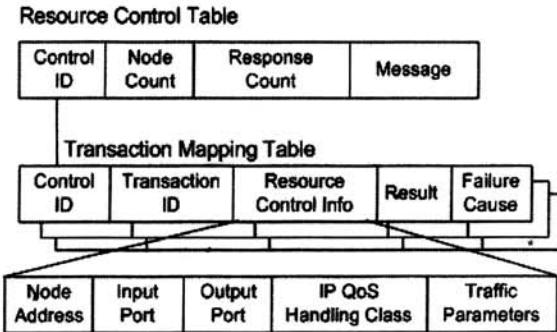 Resource Control Table
Control ID
Node Count
Response Count
Message
Transaction Mapping Table
Control ID
Transaction ID
Resource Control Info
Result
Failure Cause
Node Address
Input Port
Output Port
IP QoS Handling Class
Traffic Parameters